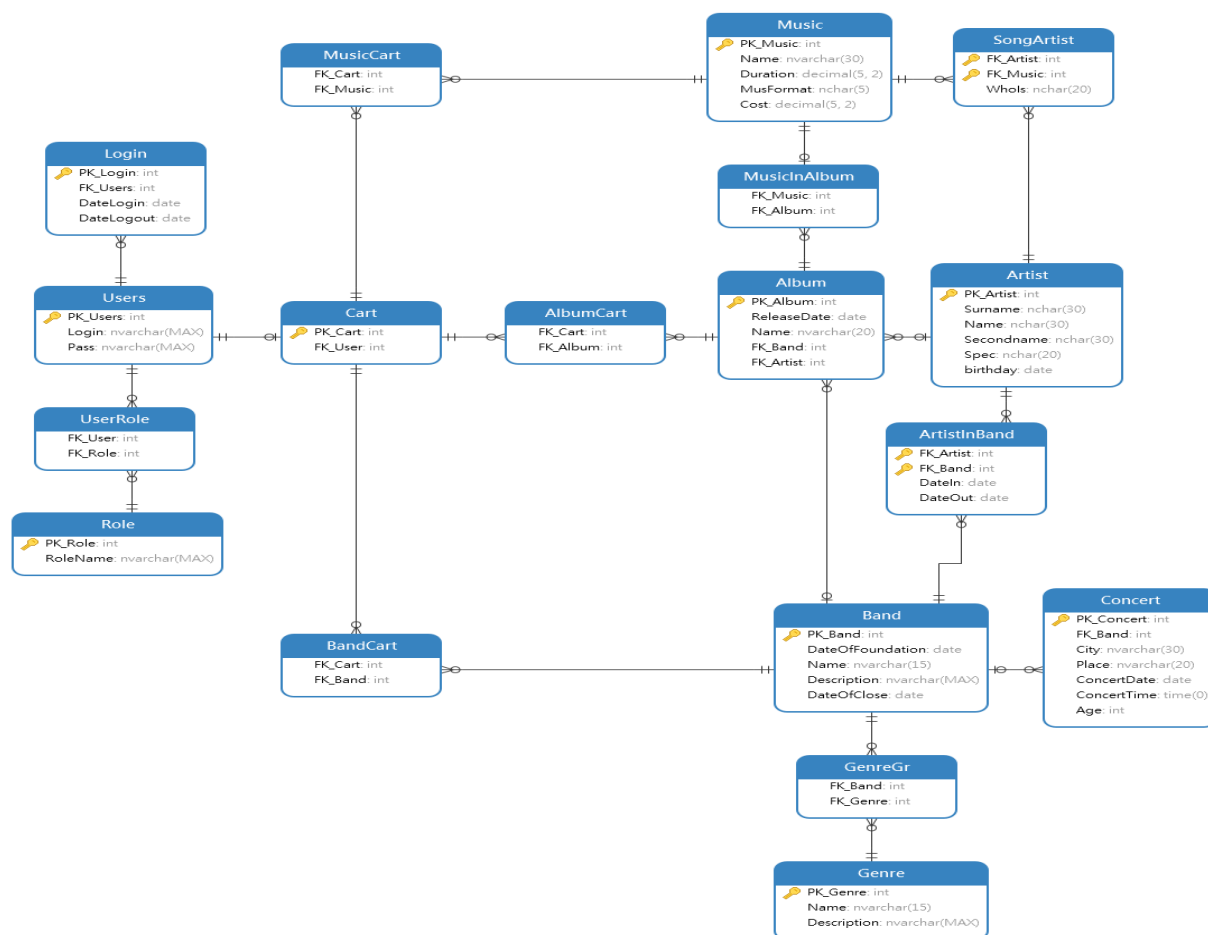 Music
PK_Music: int
Name: nvarchar(30)
Duration: decimal(5, 2)
MusFormat: nchar(5)
Cost: decimal(5, 2)
SongArtist
FK_Artist: int
FK_Music: int
WhoIs: nchar(20)
MusicCart
FK_Cart: int
FK_Music: int
Login
PK_Login: int
FK_Users: int
DateLogin: date
DateLogout: date
MusicInAlbum
FK_Music: int
FK_Album: int
Users
PK_Users: int
Login: nvarchar(MAX)
Pass: nvarchar(MAX)
Cart
PK_Cart: int
FK_User: int
AlbumCart
FK_Cart: int
FK_Album: int
Album
PK_Album: int
ReleaseDate: date
Name: nvarchar(20)
FK_Band: int
FK_Artist: int
Artist
PK_Artist: int
Surname: nchar(30)
Name: nchar(30)
Secondname: nchar(30)
Spec: nchar(20)
birthday: date
UserRole
FK_User: int
FK_Role: int
ArtistInBand
FK_Artist: int
FK_Band: int
DateIn: date
DateOut: date
Role
PK_Role: int
RoleName: nvarchar(MAX)
BandCart
FK_Cart: int
FK_Band: int
Band
PK_Band: int
DateOfFoundation: date
Name: nvarchar(15)
Description: nvarchar(MAX)
DateOfClose: date
Concert
PK_Concert: int
FK_Band: int
City: nvarchar(30)
Place: nvarchar(20)
ConcertDate: date
ConcertTime: time(0)
Age: int
GenreGr
FK_Band: int
FK_Genre: int
Genre
PK_Genre: int
Name: nvarchar(15)
Description: nvarchar(MAX)